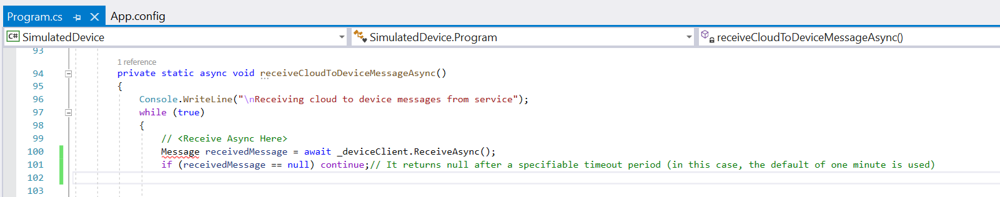 Program.cs App.config
C# SimulatedDevice SimulatedDevice.Program receiveCloudToDeviceMessageAsync()
93
1 reference
94 private static async void receiveCloudToDeviceMessageAsync()
95 {
96 Console.WriteLine("\nReceiving cloud to device messages from service");
97 while (true)
98 {
99 // <Receive Async Here>
100 Message receivedMessage = await _deviceClient.ReceiveAsync();
101 if (receivedMessage == null) continue;// It returns null after a specifiable timeout period (in this case, the default of one minute is used)
102
103